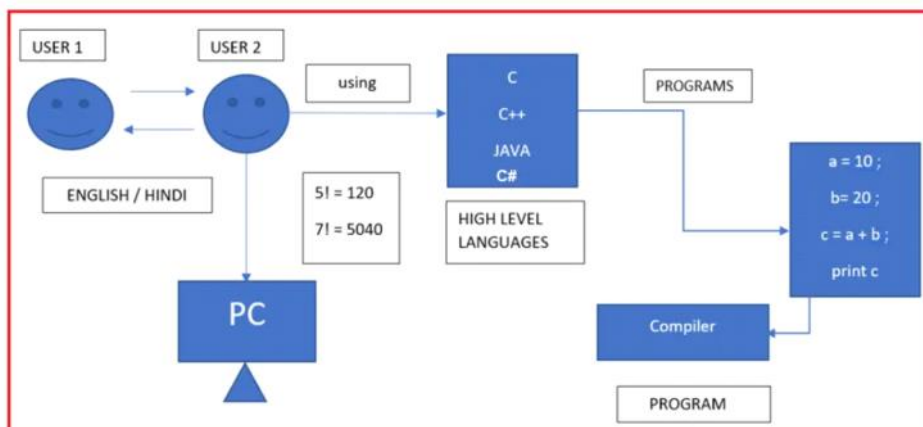 USER 1
USER 2
using
ENGLISH / HINDI
5! = 120
7! = 5040
PC
C
C++
JAVA
C#
HIGH LEVEL
LANGUAGES
PROGRAMS
a = 10 ;
b= 20 ;
c = a + b ;
print c
Compiler
PROGRAM